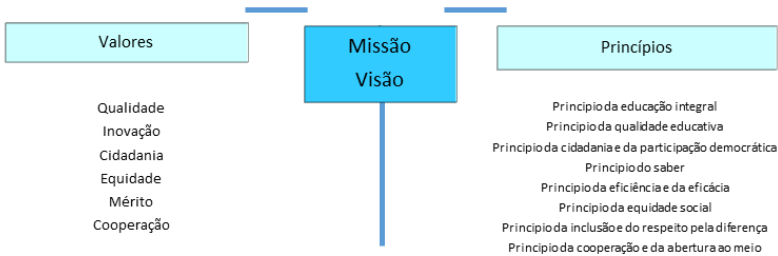 Valores
Qualidade
Inovação
Cidadania
Equidade
Mérito
Cooperação
Missão
Visão
Princípios
Principio da educação integral
Principio da qualidade educativa
Principio da cidadania e da participação democrática
Principio do saber
Principio da eficiência e da eficácia
Principio da equidade social
Principio da inclusão e do respeito pela diferença
Principio da cooperação e da abertura ao meio